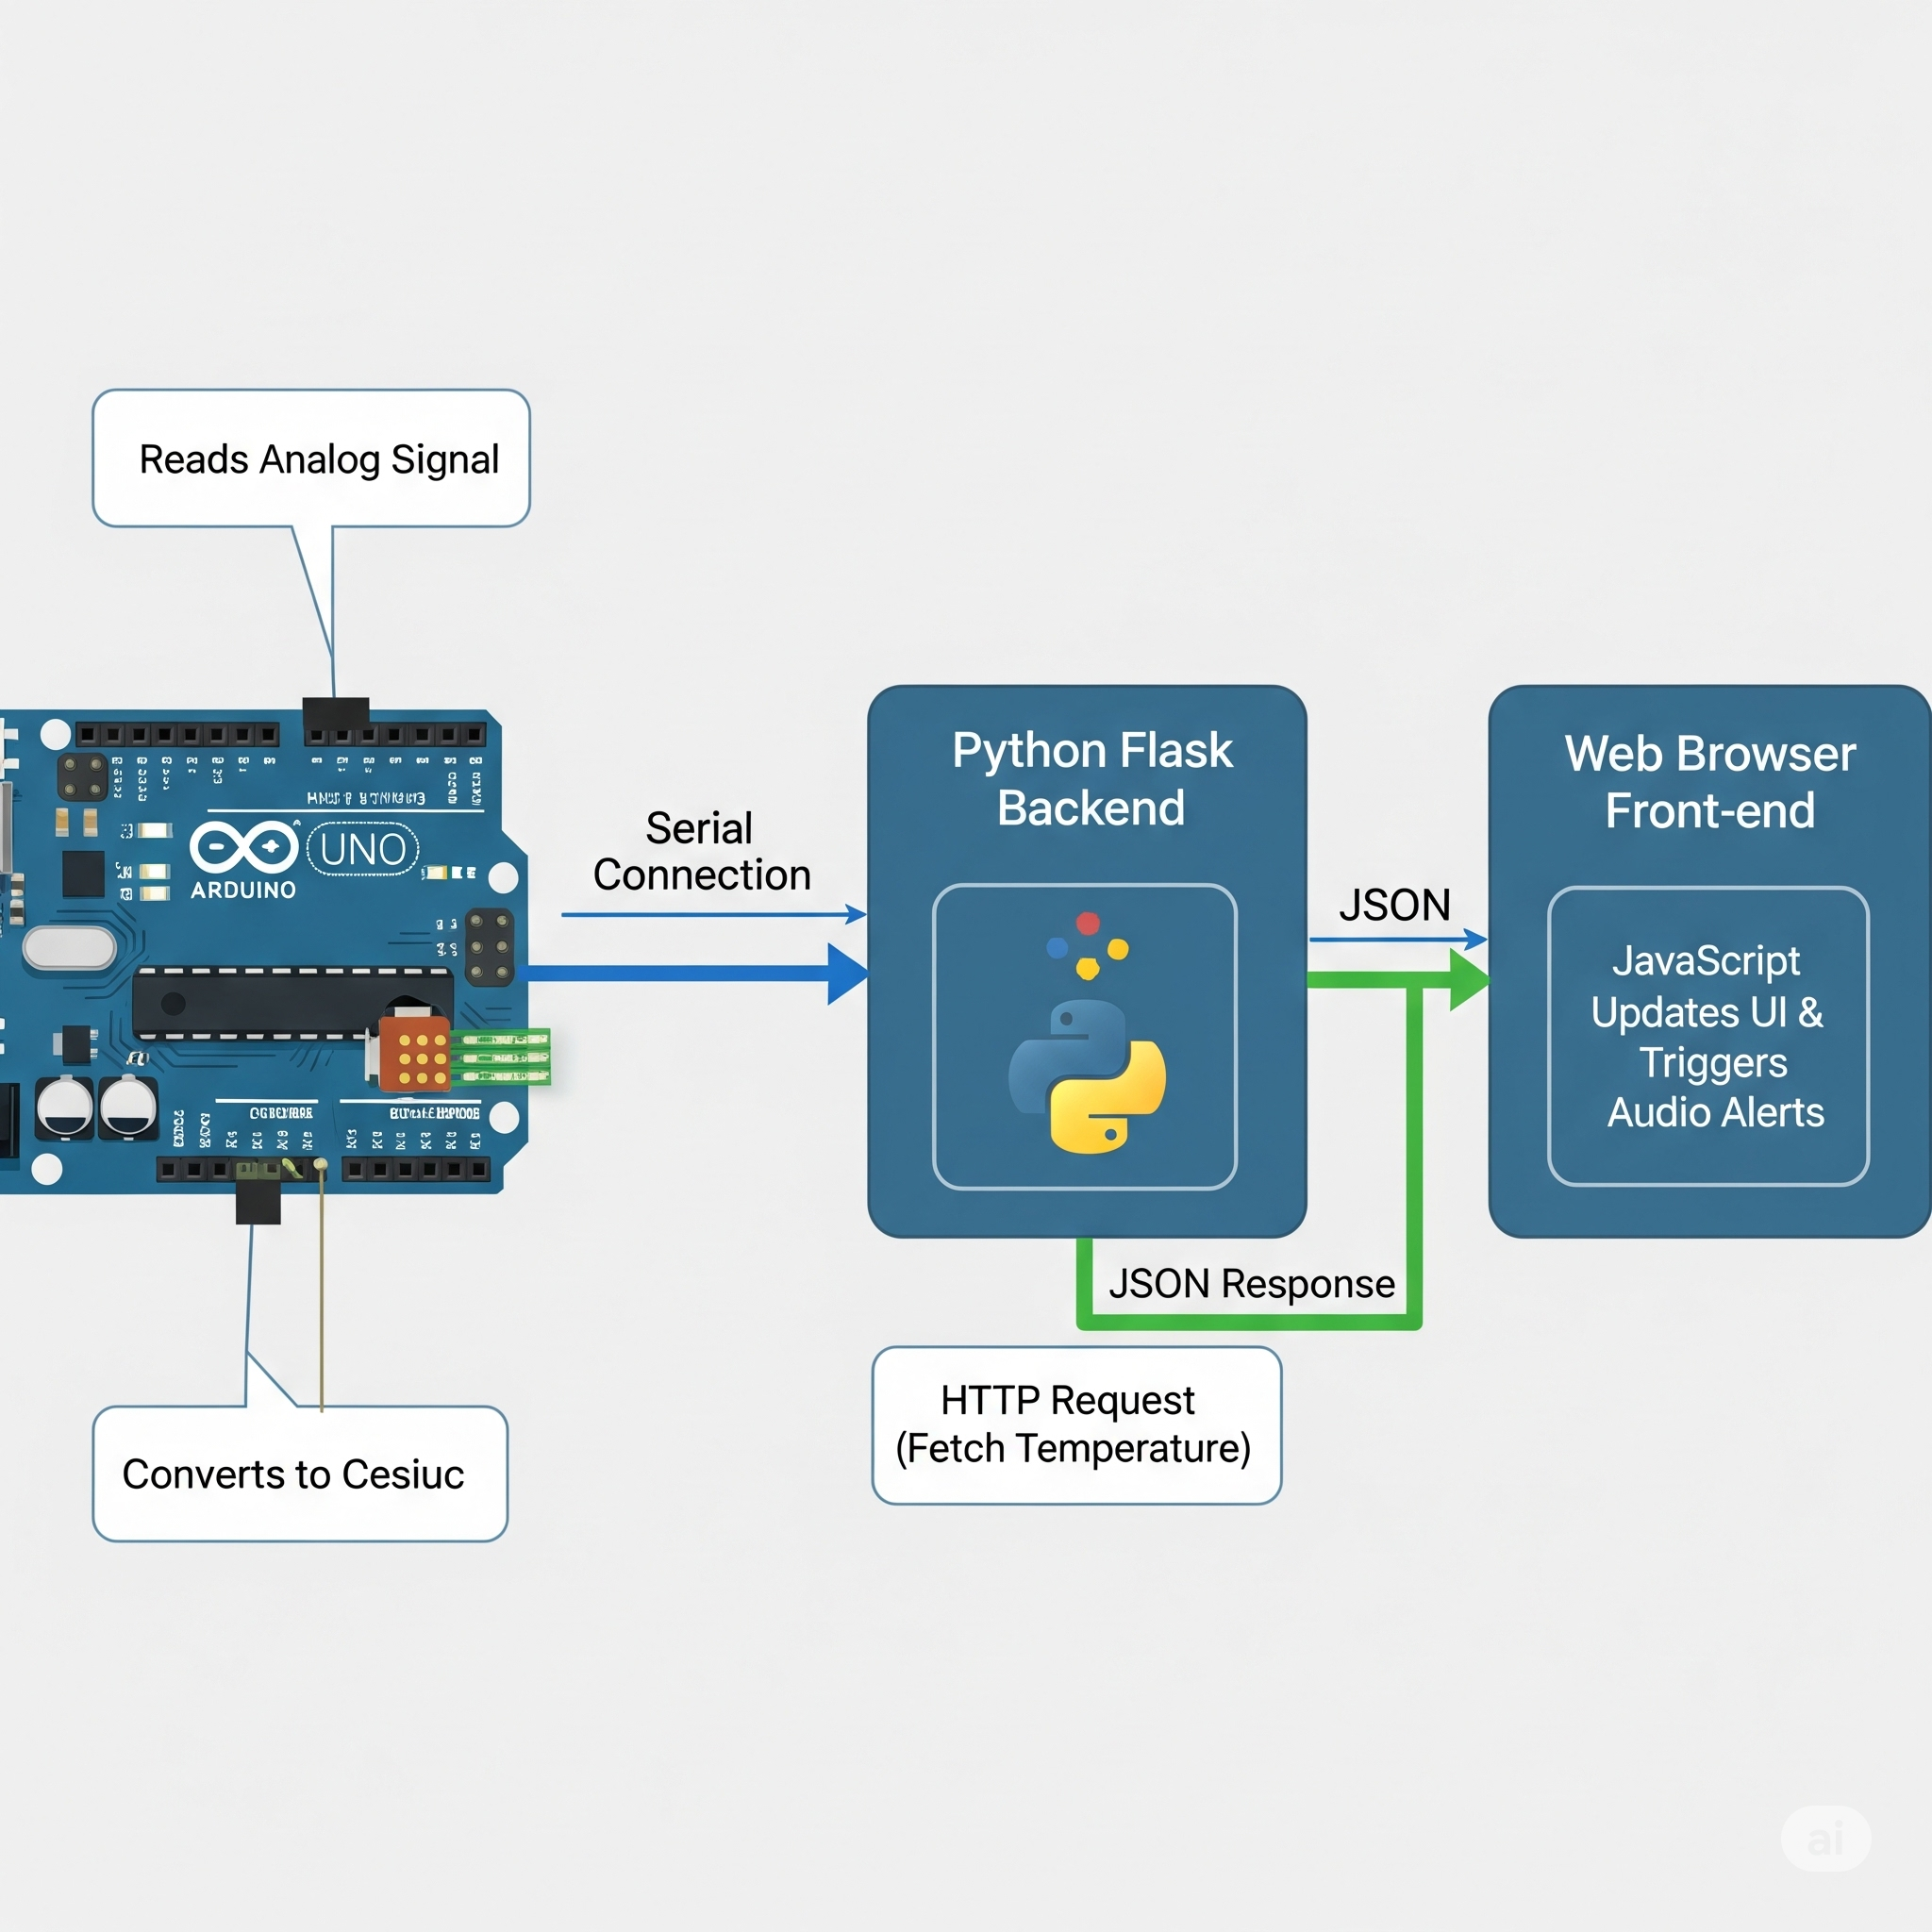 Reads Analog Signal
ARDUINO
UNO
Serial
Connection
Python Flask
Backend
JSON
Web Browser
Front-end
JavaScript
Updates UI &
Triggers
Audio Alerts
JSON Response
HTTP Request
(Fetch Temperature)
Converts to Cesiuc
ai